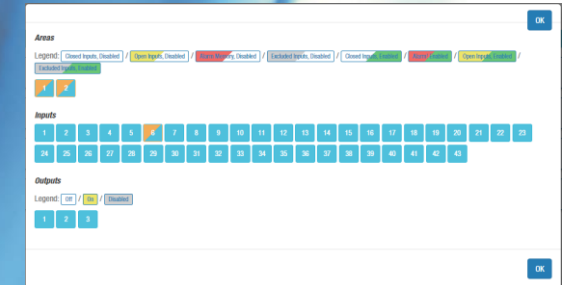 OK
Areas
Legend: Closed Inputs, Disabled / Open Inputs, Disabled / Alarm Memory, Disabled / Excluded Inputs, Disabled / Closed Inputs, Enabled / Alarm, Enabled / Open Inputs, Enabled /
Excluded Inputs, Enabled
1 2
Inputs
1 2 3 4 5 6 7 8 9 10 11 12 13 14 15 16 17 18 19 20 21 22 23
24 25 26 27 28 29 30 31 32 33 34 35 36 37 38 39 40 41 42 43
Outputs
Legend: Off / On / Disabled
1 2 3
OK